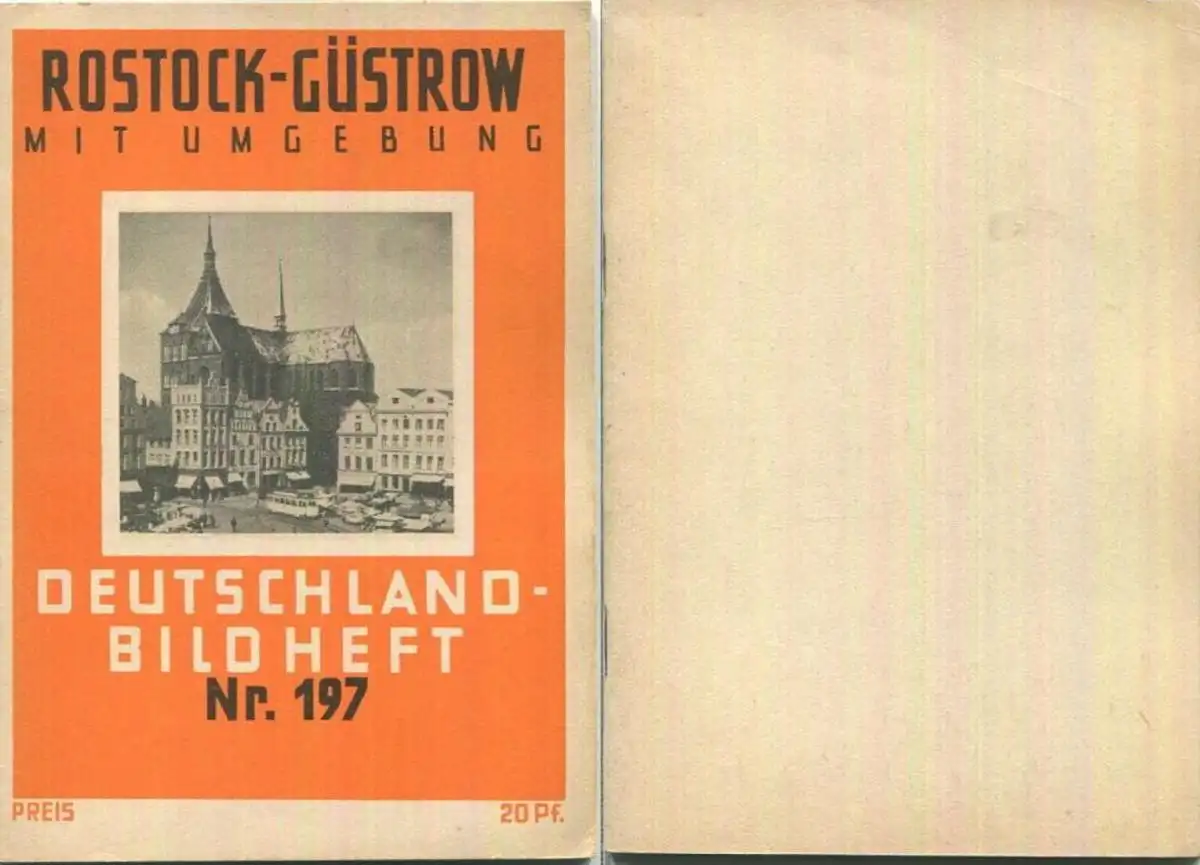 ROSTOCK-GÜSTROW
MIT UMGEBUNG
DEUTSCHLAND-
BILDHEFT
Nr. 197
PREIS 20 Pf.